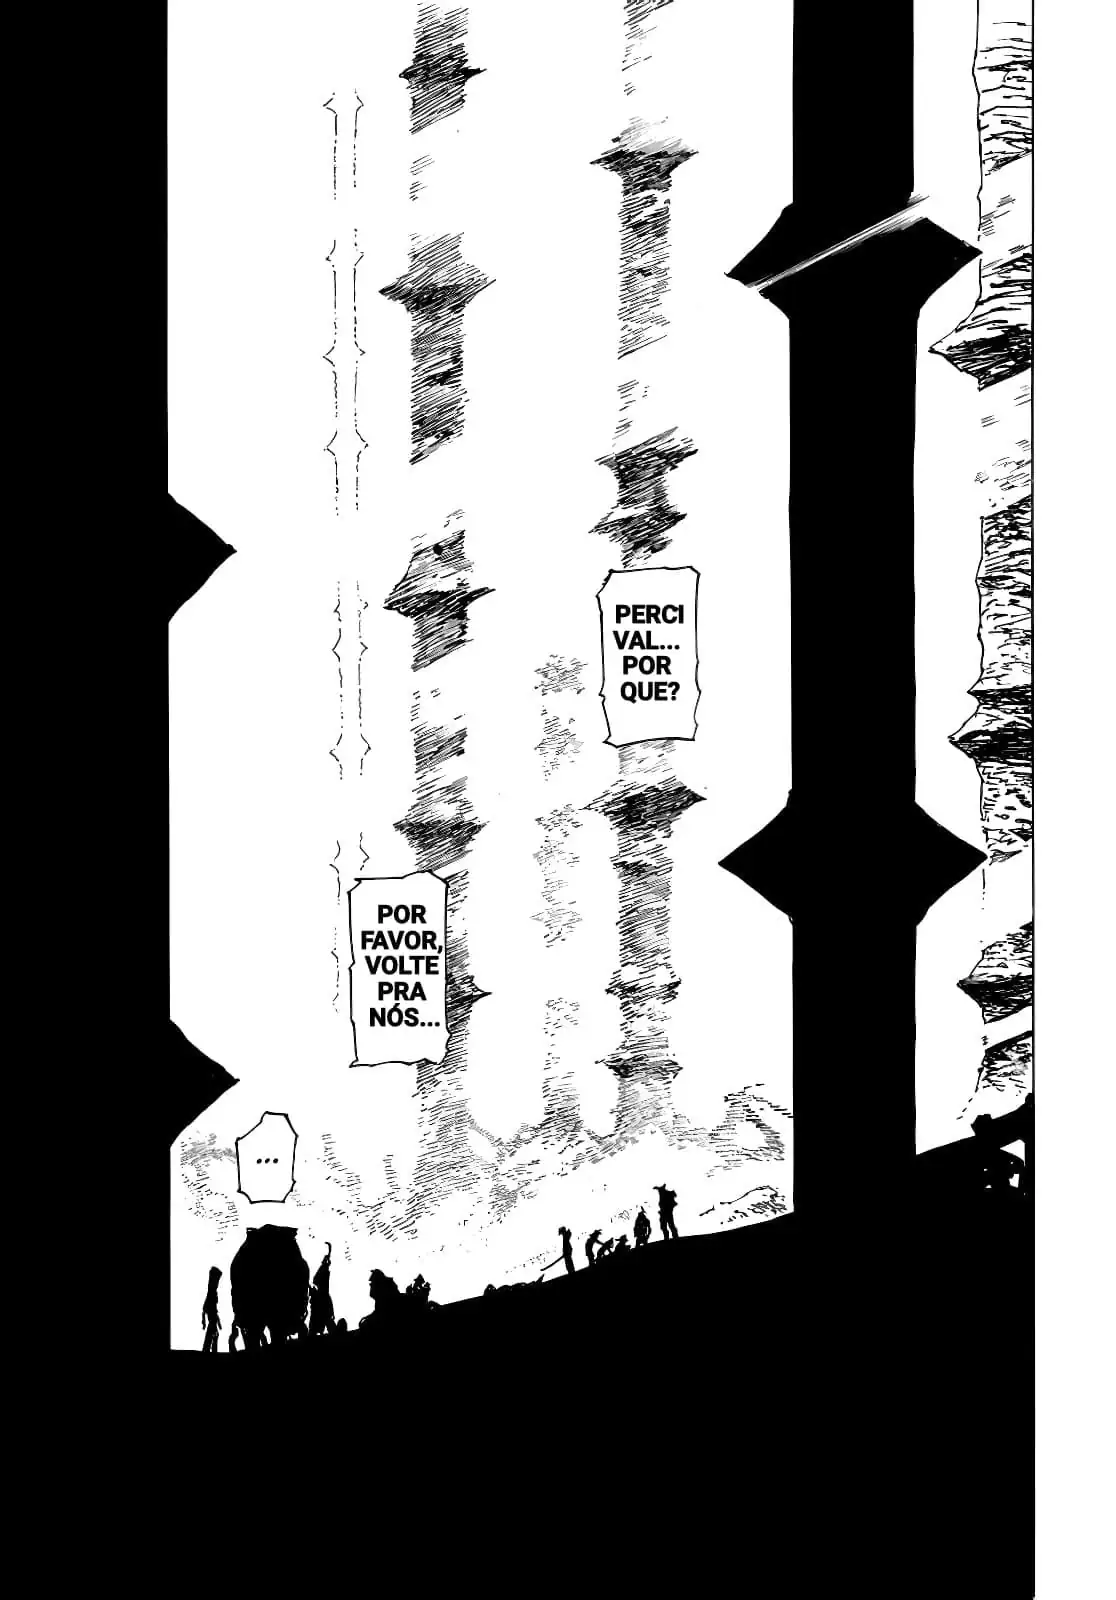 PERCI
VAL...
POR
QUE?
POR
FAVOR,
VOLTE
PRA
NÓS...
...